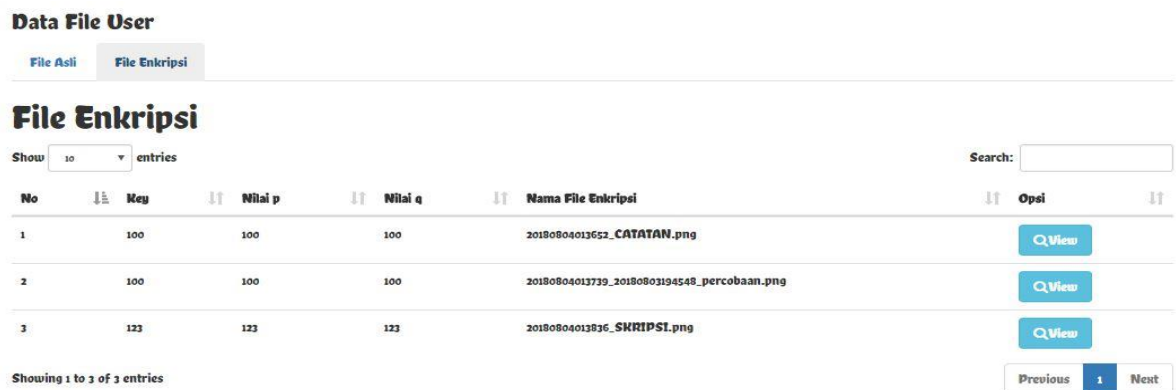 Data File User
File Asli File Enkripsi
File Enkripsi
Show 10 entries Search:
No Key Nilai p Nilai q Nama File Enkripsi Opsi
1 100 100 100 20180804013652_CATATAN.png View
2 100 100 100 20180804013739_20180803194548_percobaan.png View
3 123 123 123 20180804013836_SKRIPSI.png View
Showing 1 to 3 of 3 entries Previous 1 Next